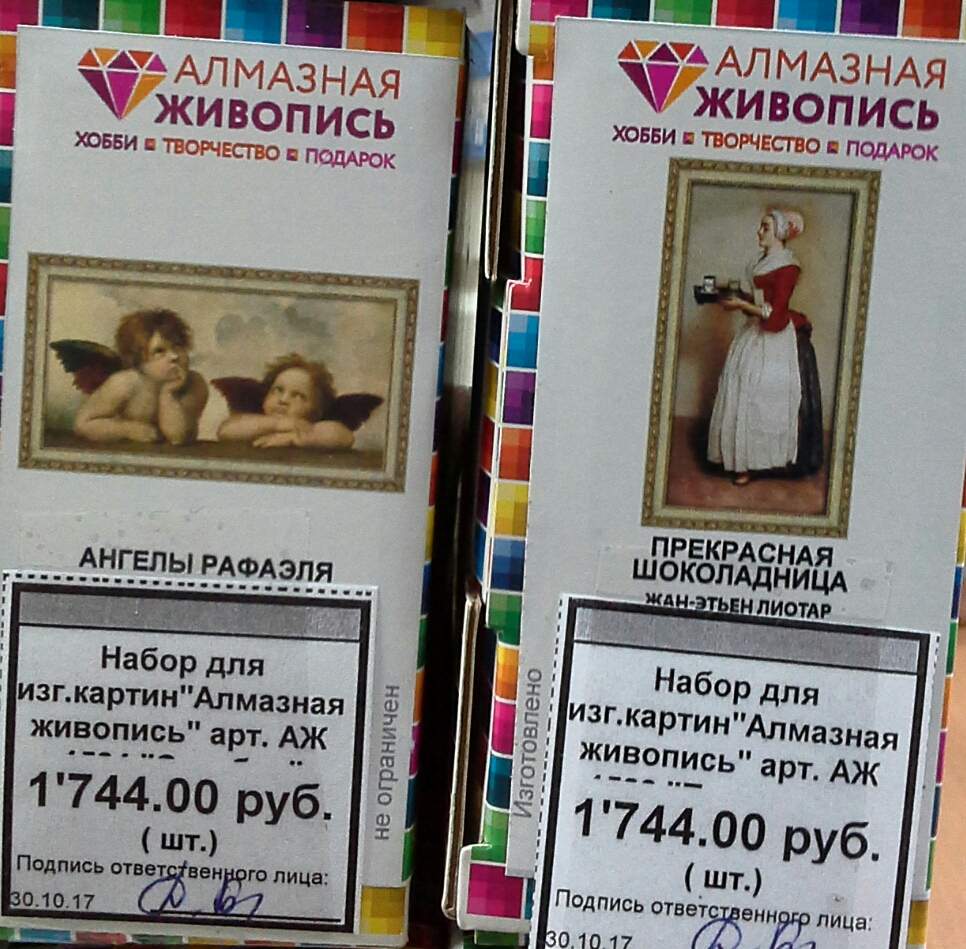 АЛМАЗНАЯ
ЖИВОПИСЬ
ХОББИ ТВОРЧЕСТВО ПОДАРОК
АНГЕЛЫ РАФАЭЛЯ
Набор для
изг.картин"Алмазная
живопись" арт. АЖ
1'744.00 руб.
( шт.)
Подпись ответственного лица:
30.10.17
не ограничен
АЛМАЗНАЯ
ЖИВОПИСЬ
ХОББИ ТВОРЧЕСТВО ПОДАРОК
ПРЕКРАСНАЯ
ШОКОЛАДНИЦА
ЖАН-ЭТЬЕН ЛИОТАР
Изготовлено
Набор для
изг.картин"Алмазная
живопись" арт. АЖ
1'744.00 руб.
( шт.)
Подпись ответственного лица:
30.10.17